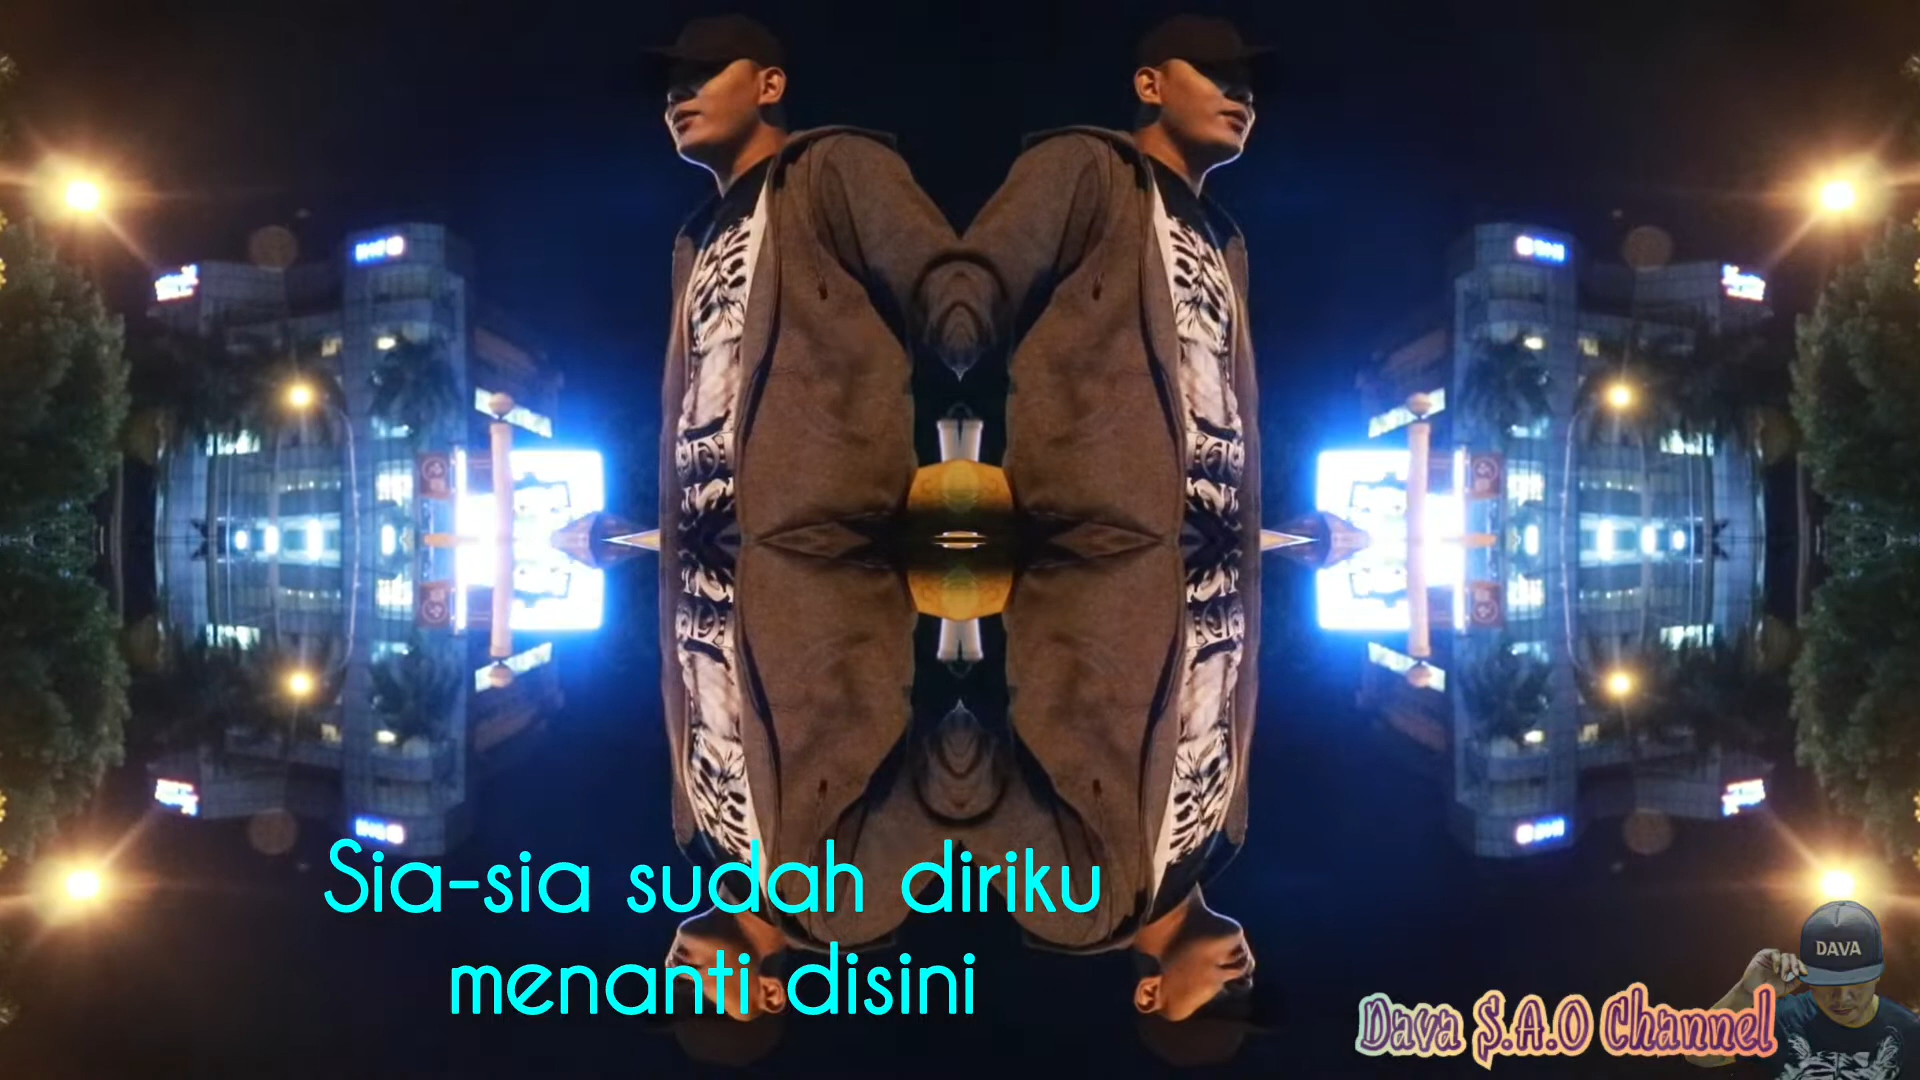 Sia-sia sudah diriku
menanti disini
DAVA
Dava S.A.O Channel